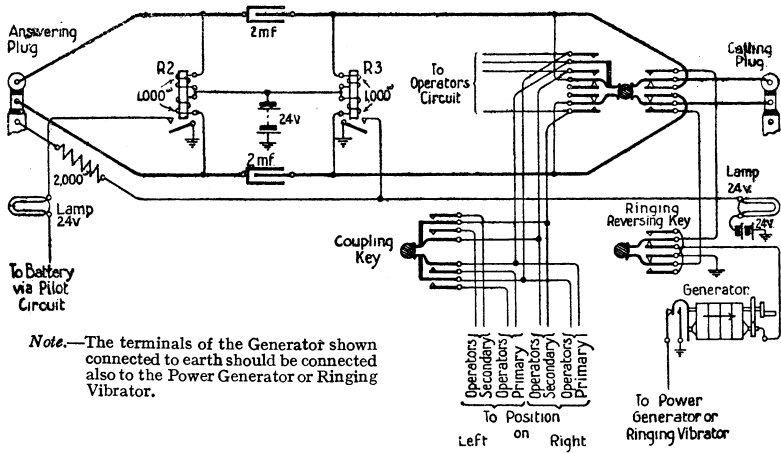 Answering
Plug
2mf
R2
R3
1,000ʷ
1,000ʷ
24v
To
Operators
Circuit
Calling
Plug.
2mf
2,000ʷ
Lamp
24v
To Battery
via Pilot
Circuit
Coupling
Key
Ringing
Reversing Key
Lamp
24v.
24v.
Generator
Note.—The terminals of the Generator shown
connected to earth should be connected
also to the Power Generator or Ringing
Vibrator.
Operators
Secondary
Operators
Primary
Operators
Secondary
Operators
Primary
To Position
on
Left
Right
To Power
Generator or
Ringing Vibrator